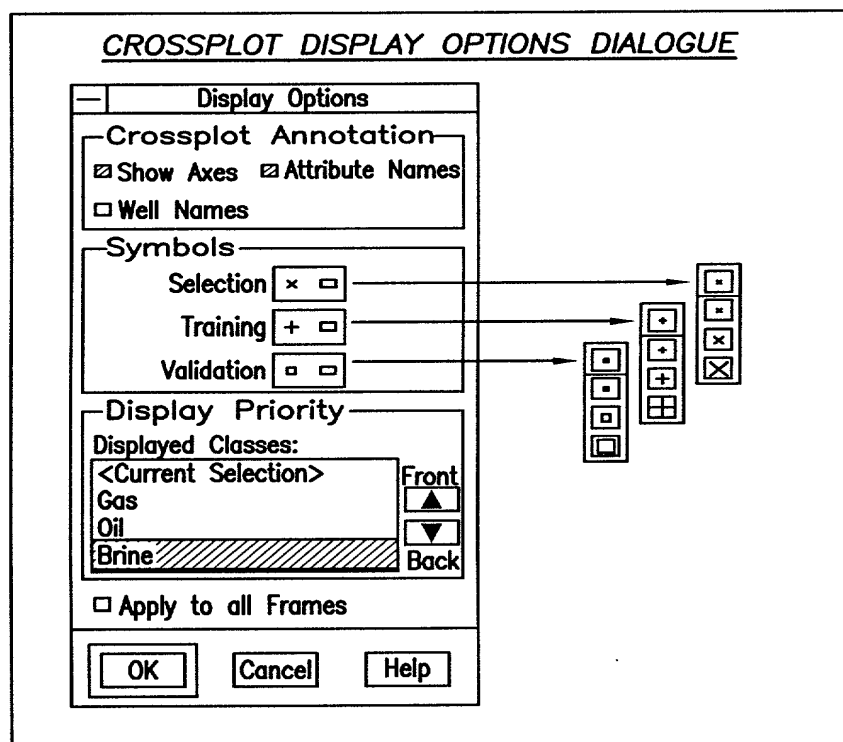 CROSSPLOT DISPLAY OPTIONS DIALOGUE
Display Options
Crossplot Annotation
Show Axes Attribute Names
Well Names
Symbols
Selection
Training
Validation
Display Priority
Displayed Classes:
<Current Selection>
Front
Gas
Oil
Brine
Back
Apply to all Frames
OK Cancel Help